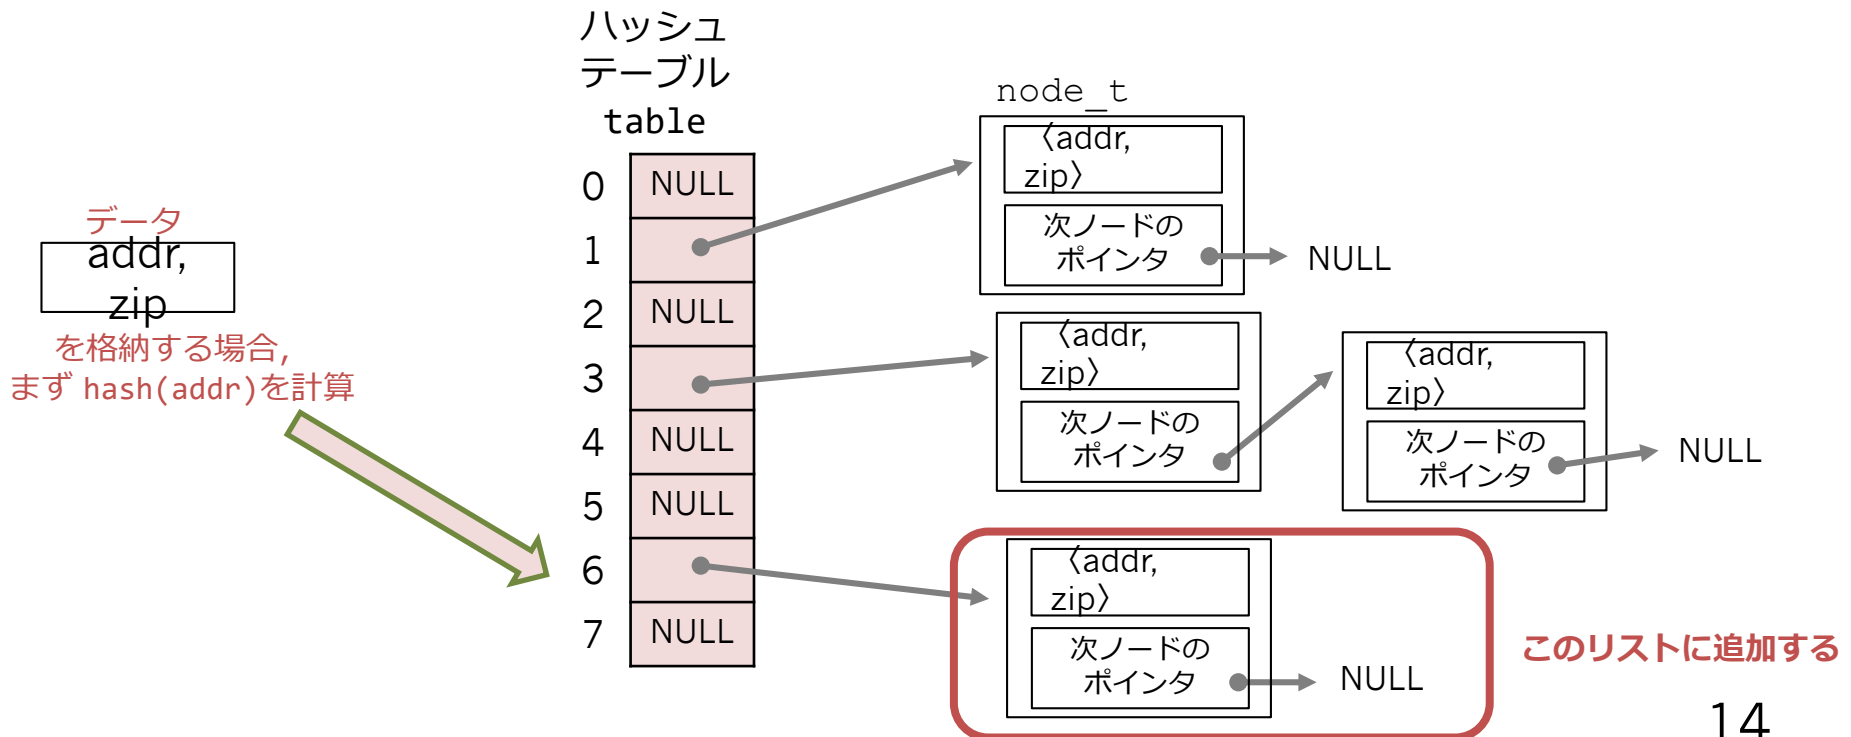 ハッシュ
テーブル
table
0 NULL
1
2 NULL
3
4 NULL
5 NULL
6
7 NULL
データ
addr,
zip
を格納する場合,
まず hash(addr)を計算
node_t
〈addr,
zip〉
次ノードの
ポインタ
NULL
〈addr,
zip〉
次ノードの
ポインタ
〈addr,
zip〉
次ノードの
ポインタ
NULL
〈addr,
zip〉
次ノードの
ポインタ
NULL
このリストに追加する
14